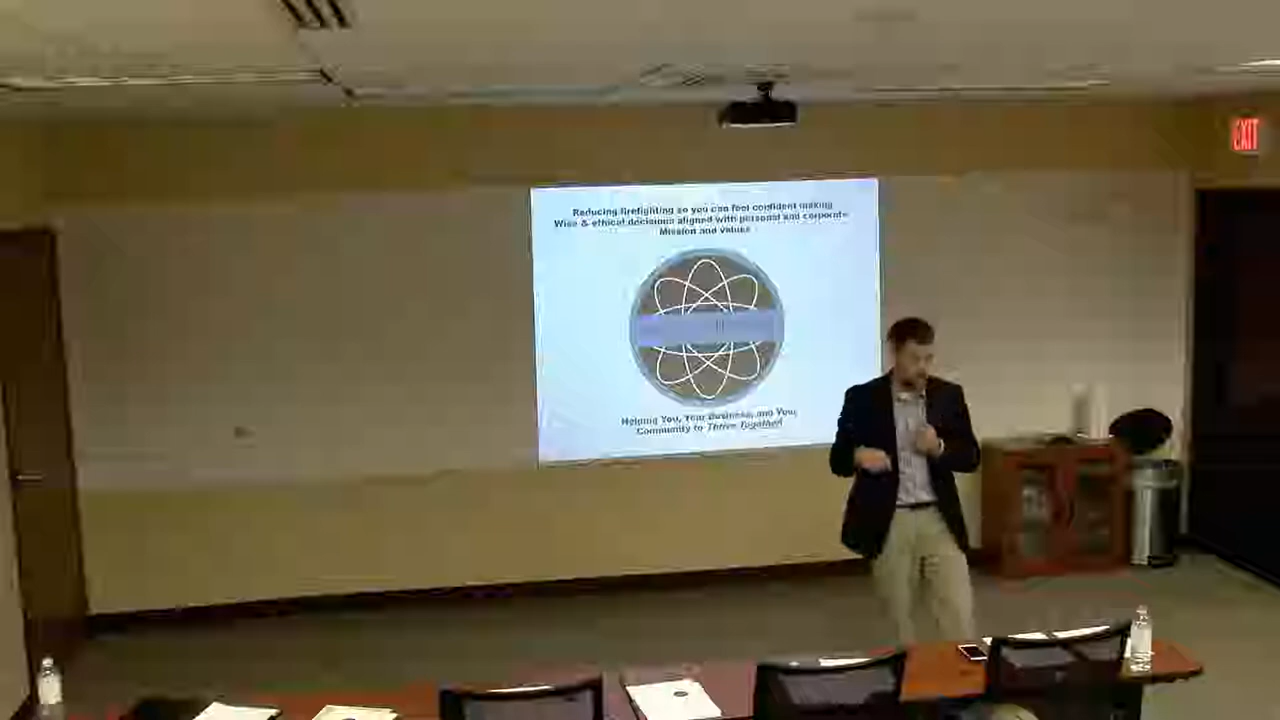 Reducing firefighting so you can feel confident making
Wise & ethical decisions aligned with personal and corporate
Mission and values
Helping You, Your Business, and Your
Community to Thrive Together!
EXIT